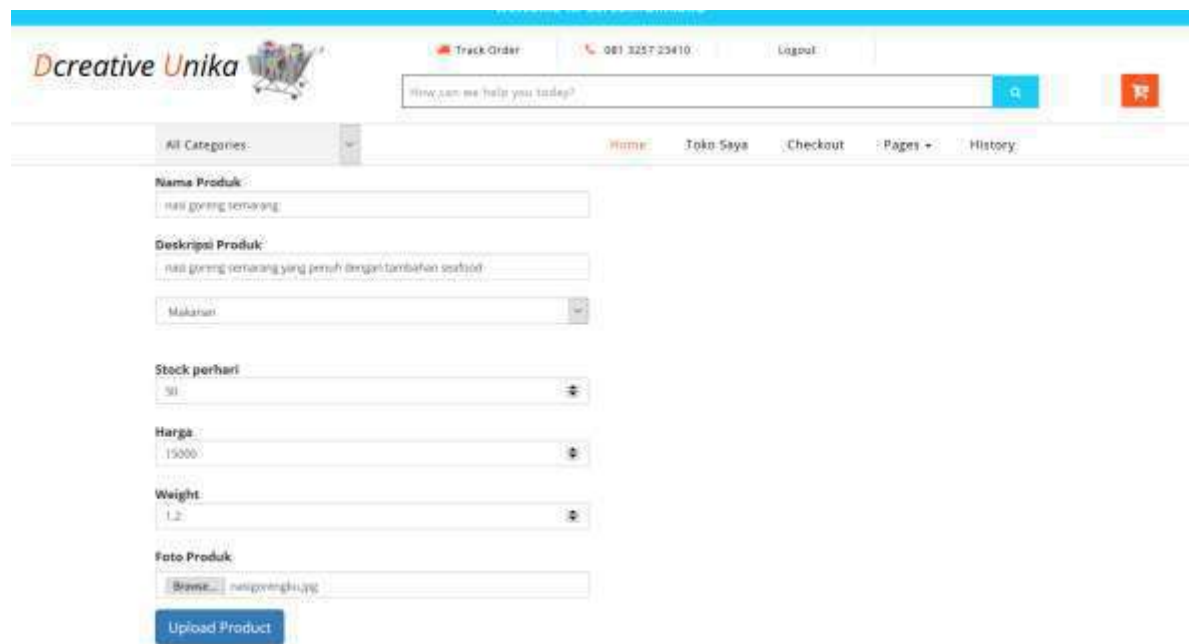 Dcreative Unika
Track Order
081 3257 23410
Logout
How can we help you today?
All Categories
Home
Toko Saya
Checkout
Pages
History
Nama Produk
nasi goreng semarang
Deskripsi Produk
nasi goreng semarang yang penuh dengan tambahan seafood
Makanan
Stock perhari
50
Harga
15000
Weight
1.2
Foto Produk
Browse... nasigorengku.jpg
Upload Product